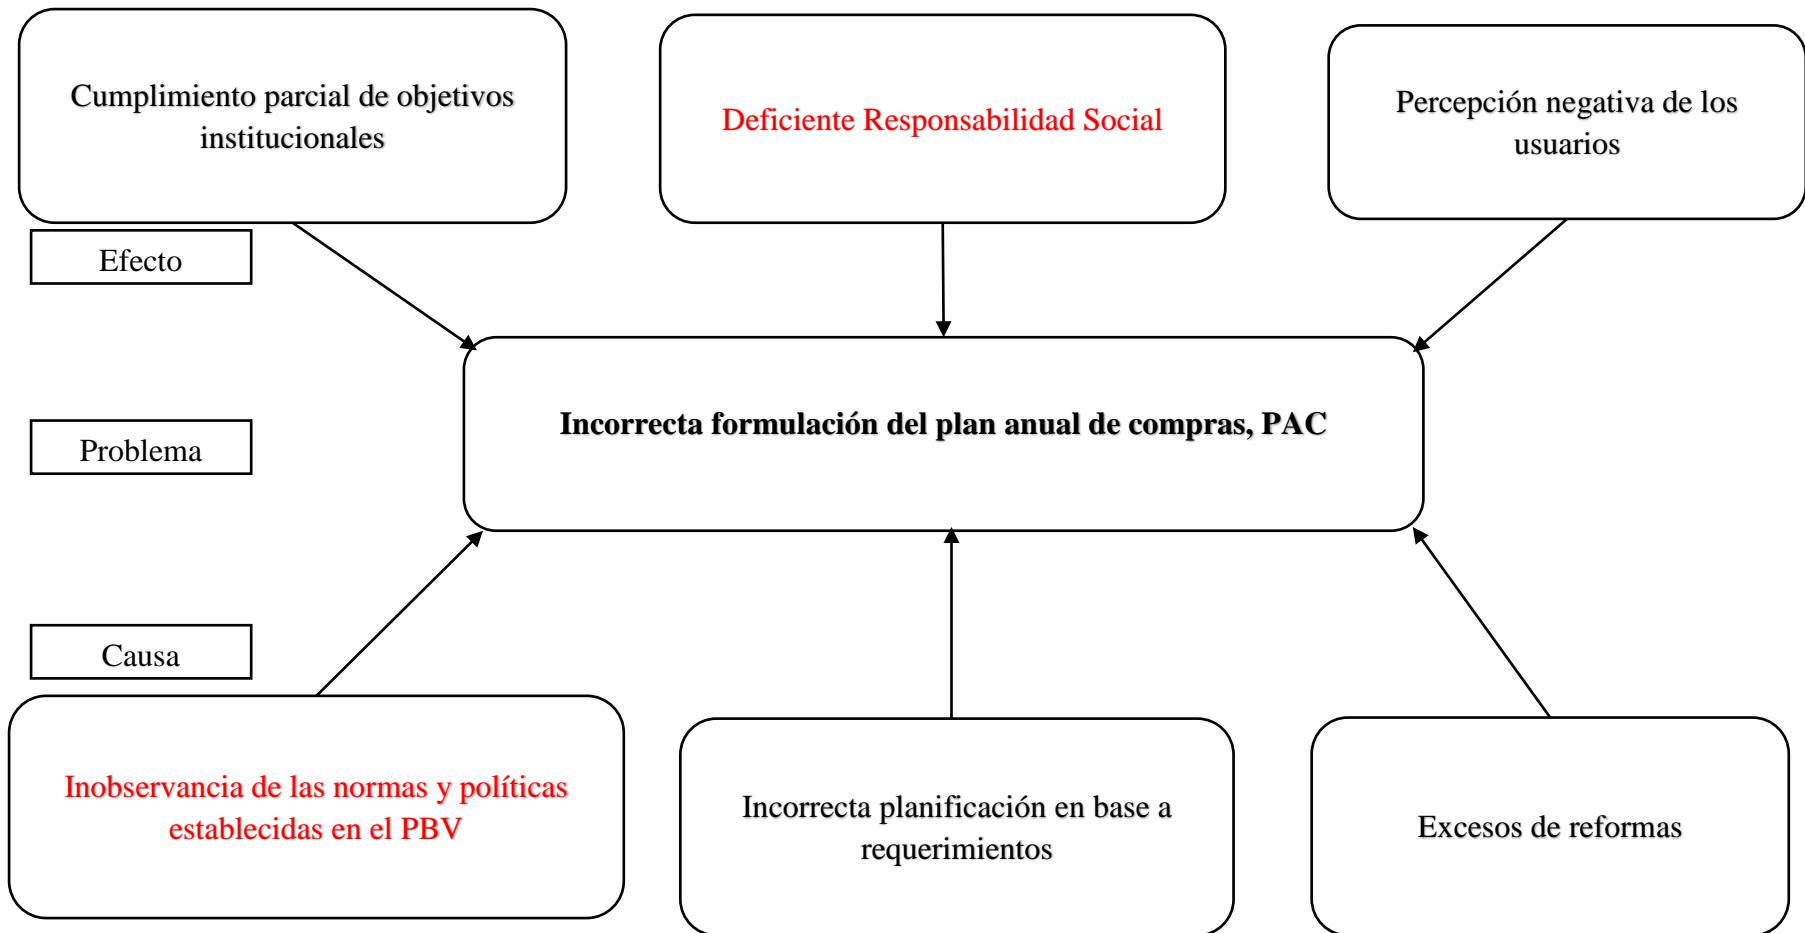 Cumplimiento parcial de objetivos
institucionales
Deficiente Responsabilidad Social
Percepción negativa de los
usuarios
Efecto
Incorrecta formulación del plan anual de compras, PAC
Problema
Causa
Inobservancia de las normas y políticas
establecidas en el PBV
Incorrecta planificación en base a
requerimientos
Excesos de reformas